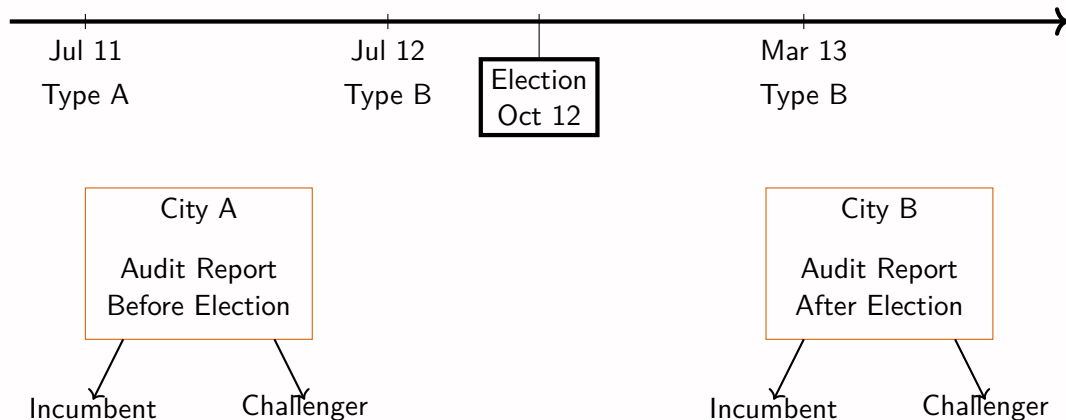 Jul 11
Type A
Jul 12
Type B
Election
Oct 12
Mar 13
Type B
City A
Audit Report
Before Election
Incumbent
Challenger
City B
Audit Report
After Election
Incumbent
Challenger